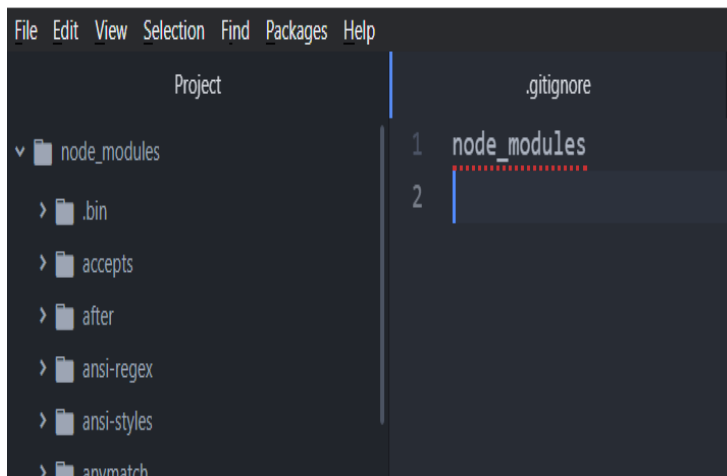 File Edit View Selection Find Packages Help
Project
node_modules
.bin
accepts
after
ansi-regex
ansi-styles
anymatch
.gitignore
1 node_modules
2